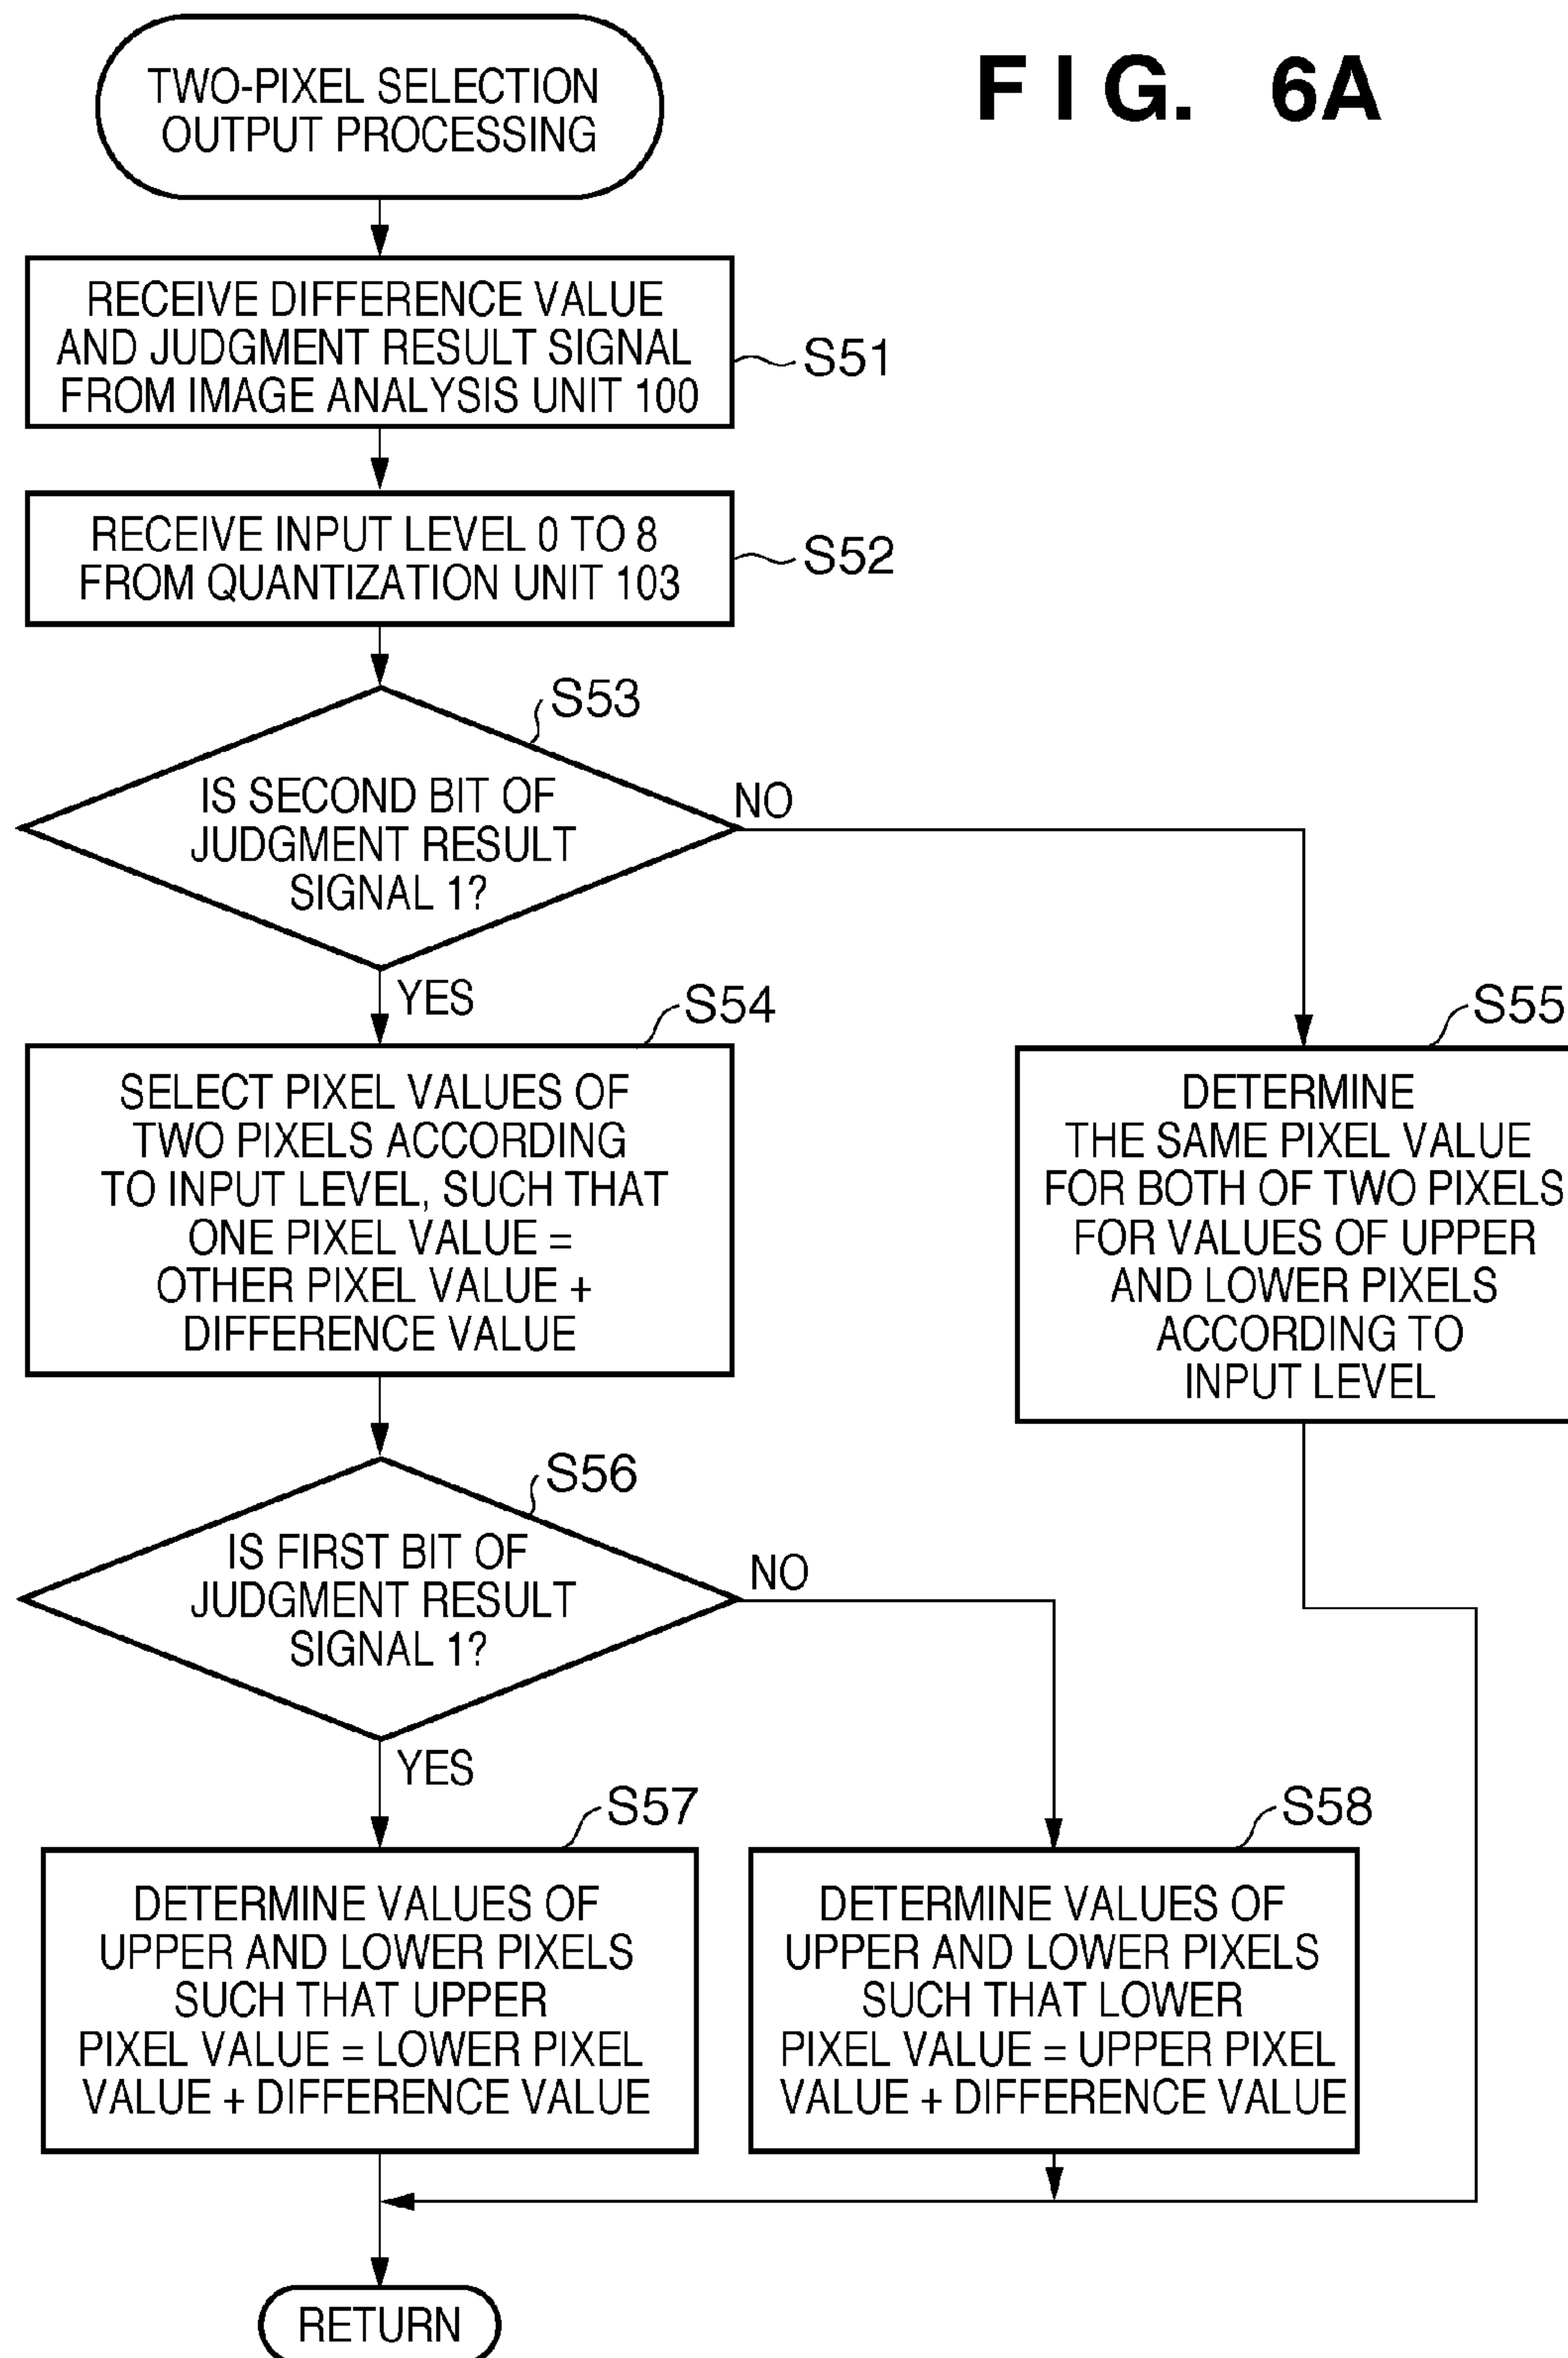 FIG. 6A
TWO-PIXEL SELECTION
OUTPUT PROCESSING
RECEIVE DIFFERENCE VALUE
AND JUDGMENT RESULT SIGNAL
FROM IMAGE ANALYSIS UNIT 100
S51
RECEIVE INPUT LEVEL 0 TO 8
FROM QUANTIZATION UNIT 103
S52
S53
IS SECOND BIT OF
JUDGMENT RESULT
SIGNAL 1?
NO
YES
S54
SELECT PIXEL VALUES OF
TWO PIXELS ACCORDING
TO INPUT LEVEL, SUCH THAT
ONE PIXEL VALUE =
OTHER PIXEL VALUE +
DIFFERENCE VALUE
S55
DETERMINE
THE SAME PIXEL VALUE
FOR BOTH OF TWO PIXELS
FOR VALUES OF UPPER
AND LOWER PIXELS
ACCORDING TO
INPUT LEVEL
S56
IS FIRST BIT OF
JUDGMENT RESULT
SIGNAL 1?
NO
YES
S57
DETERMINE VALUES OF
UPPER AND LOWER PIXELS
SUCH THAT UPPER
PIXEL VALUE = LOWER PIXEL
VALUE + DIFFERENCE VALUE
S58
DETERMINE VALUES OF
UPPER AND LOWER PIXELS
SUCH THAT LOWER
PIXEL VALUE = UPPER PIXEL
VALUE + DIFFERENCE VALUE
RETURN